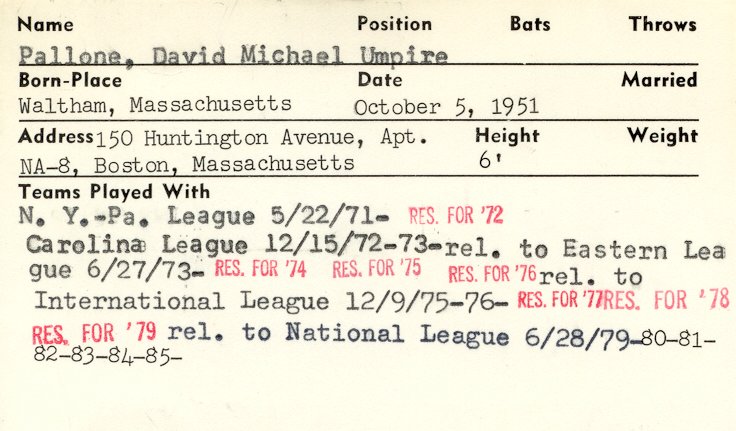 Name Position Bats Throws
Pallone, David Michael Umpire
Born-Place Date Married
Waltham, Massachusetts October 5, 1951
Address 150 Huntington Avenue, Apt. Height Weight
NA-8, Boston, Massachusetts 6'
Teams Played With
N. Y.-Pa. League 5/22/71- RES. FOR '72
Carolina League 12/15/72-73-rel. to Eastern Lea
gue 6/27/73- RES. FOR '74 RES. FOR '75 RES. FOR '76 rel. to
International League 12/9/75-76- RES. FOR '77 RES. FOR '78
RES. FOR '79 rel. to National League 6/28/79-80-81-
82-83-84-85-